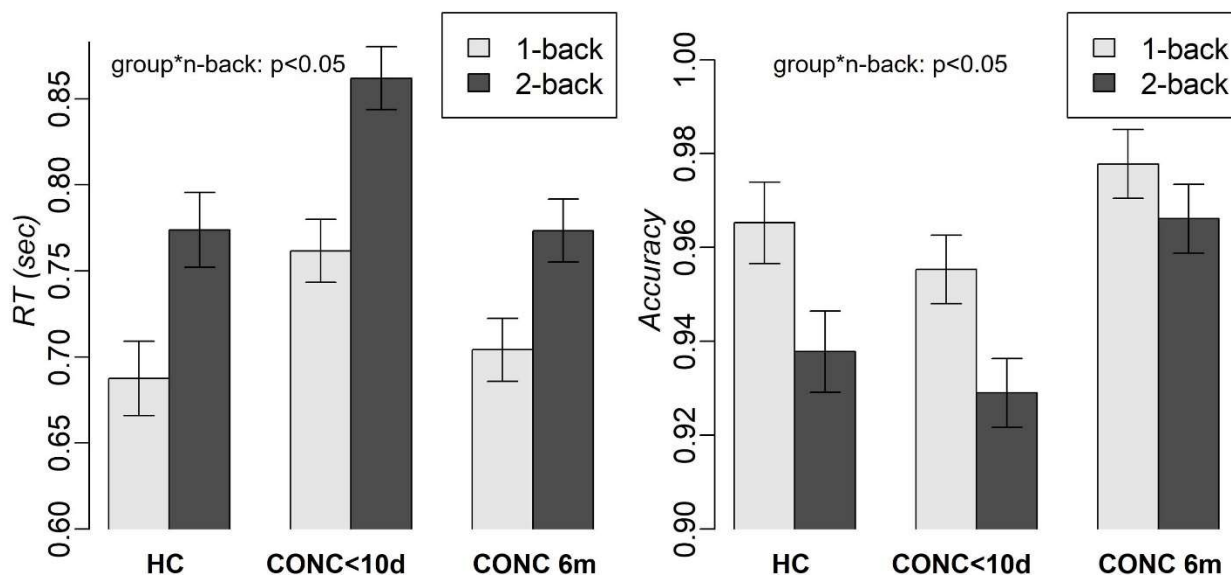 group*n-back: p<0.05
1-back
2-back
RT (sec)
0.85
0.80
0.75
0.70
0.65
0.60
HC
CONC<10d
CONC 6m
group*n-back: p<0.05
1-back
2-back
Accuracy
1.00
0.98
0.96
0.94
0.92
0.90
HC
CONC<10d
CONC 6m